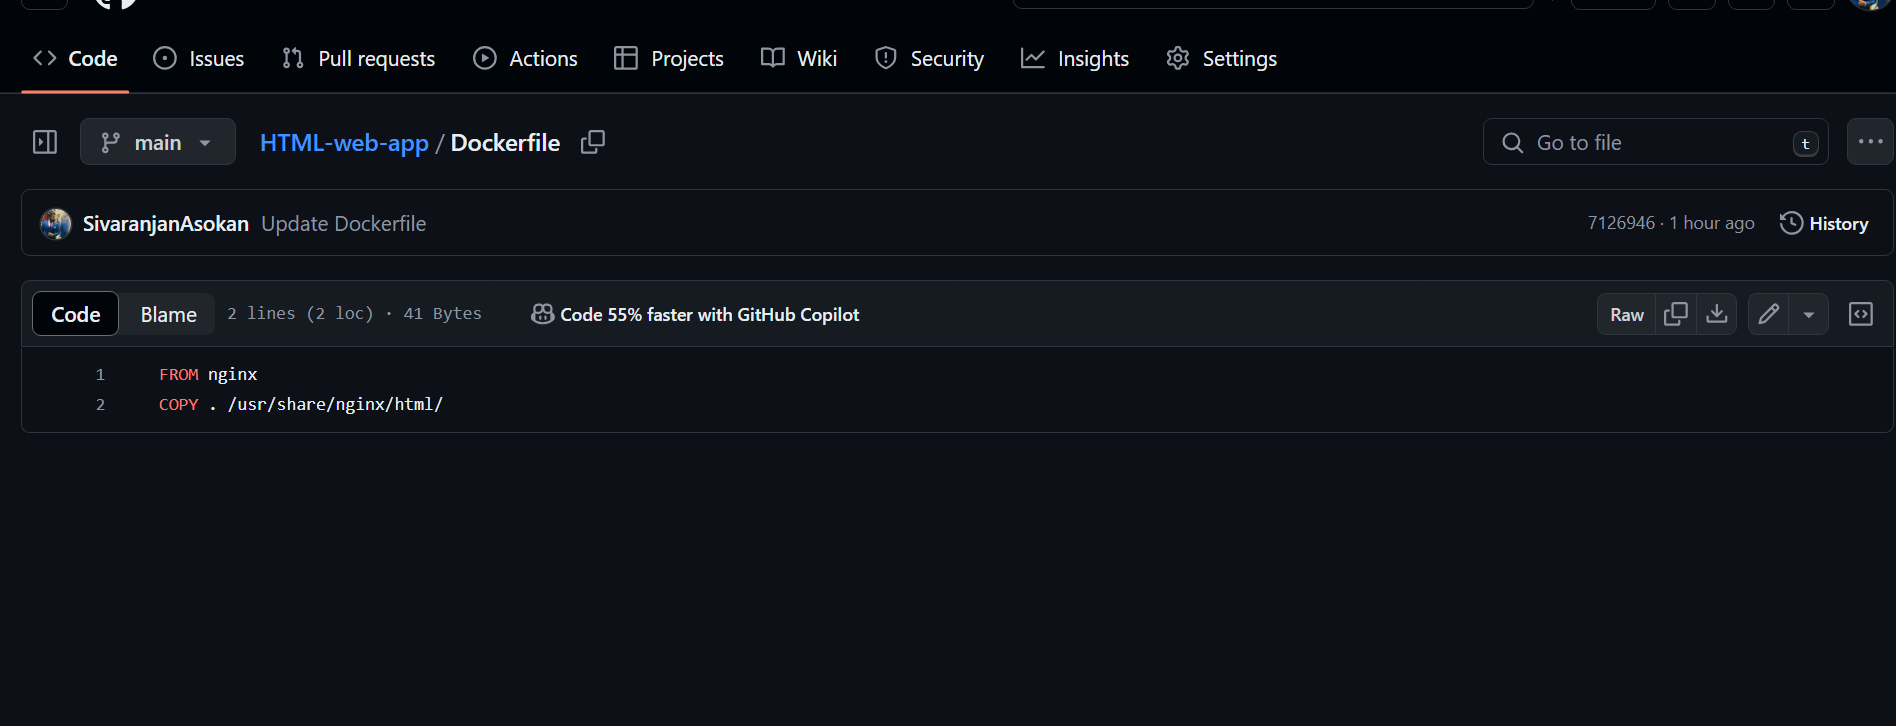 Code Issues Pull requests Actions Projects Wiki Security Insights Settings
main HTML-web-app / Dockerfile Go to file t
SivaranjanAsokan Update Dockerfile 7126946 · 1 hour ago History
Code Blame 2 lines (2 loc) · 41 Bytes Code 55% faster with GitHub Copilot Raw
1 FROM nginx
2 COPY . /usr/share/nginx/html/